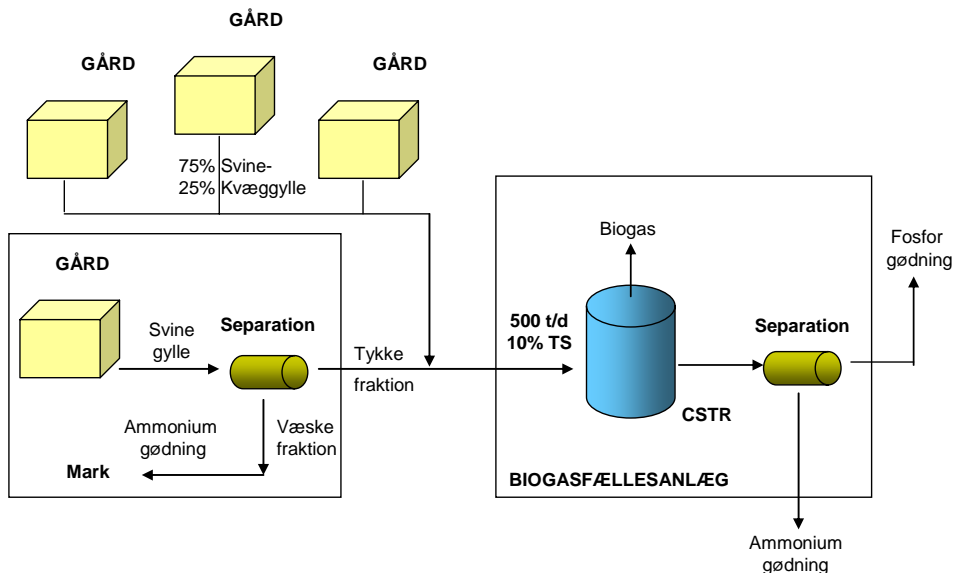 GÅRD
GÅRD
GÅRD
75% Svine-
25% Kvæggylle
GÅRD
Svine
gylle
Separation
Tykke
fraktion
Ammonium
gødning
Væske
fraktion
Mark
Biogas
500 t/d
10% TS
CSTR
Separation
Fosfor
gødning
BIOGASFÆLLESANLÆG
Ammonium
gødning